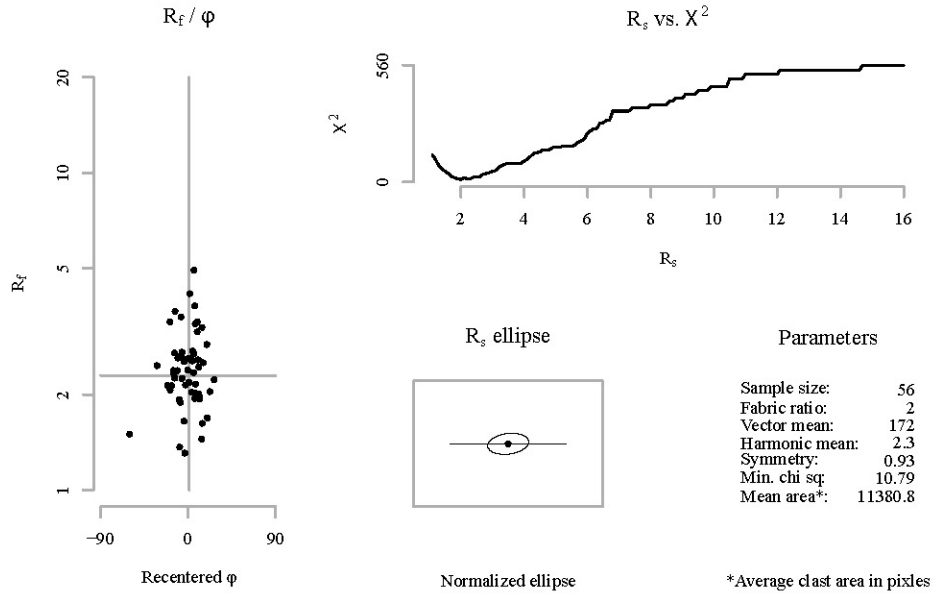 Rf / φ
20
10
5
2
1
Rf
−90 0 90
Recentered φ
Rs vs. X²
560
0
X²
2 4 6 8 10 12 14 16
Rs
Rs ellipse
Normalized ellipse
Parameters
Sample size: 56
Fabric ratio: 2
Vector mean: 172
Harmonic mean: 2.3
Symmetry: 0.93
Min. chi sq: 10.79
Mean area*: 11380.8
*Average clast area in pixles